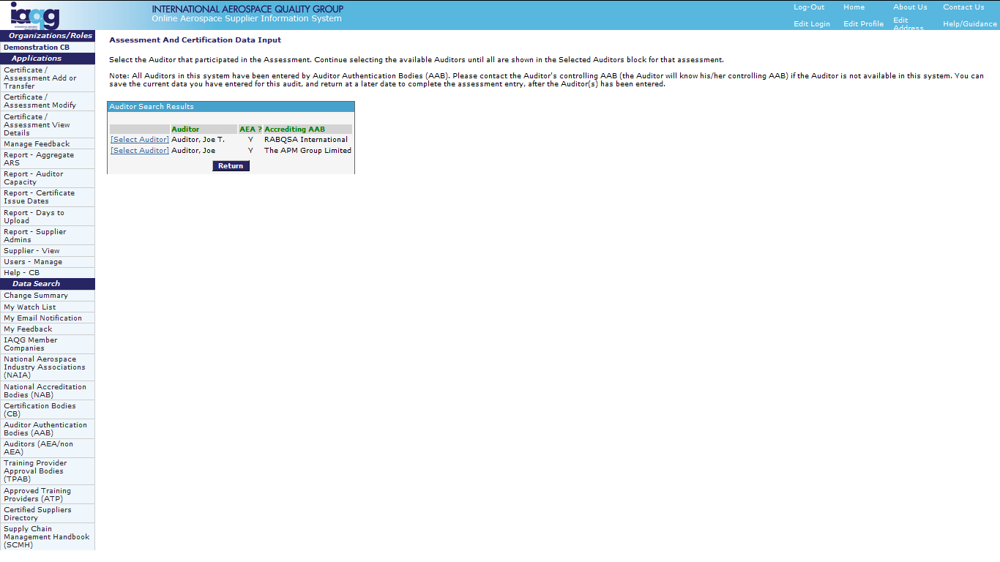 iaqg
INTERNATIONAL AEROSPACE QUALITY GROUP
Online Aerospace Supplier Information System
Log-Out Home About Us Contact Us
Edit Login Edit Profile Edit Address Help/Guidance
Organizations/Roles
Demonstration CB
Applications
Certificate /
Assessment Add or
Transfer
Certificate /
Assessment Modify
Certificate /
Assessment View
Details
Manage Feedback
Report - Aggregate
ARS
Report - Auditor
Capacity
Report - Certificate
Issue Dates
Report - Days to
Upload
Report - Supplier
Admins
Supplier - View
Users - Manage
Help - CB
Data Search
Change Summary
My Watch List
My Email Notification
My Feedback
IAQG Member
Companies
National Aerospace
Industry Associations
(NAIA)
National Accreditation
Bodies (NAB)
Certification Bodies
(CB)
Auditor Authentication
Bodies (AAB)
Auditors (AEA/non
AEA)
Training Provider
Approval Bodies
(TPAB)
Approved Training
Providers (ATP)
Certified Suppliers
Directory
Supply Chain
Management Handbook
(SCMH)
Assessment And Certification Data Input
Select the Auditor that participated in the Assessment. Continue selecting the available Auditors until all are shown in the Selected Auditors block for that assessment.
Note: All Auditors in this system have been entered by Auditor Authentication Bodies (AAB). Please contact the Auditor's controlling AAB (the Auditor will know his/her controlling AAB) if the Auditor is not available in this system. You can
save the current data you have entered for this audit, and return at a later date to complete the assessment entry, after the Auditor(s) has been entered.
Auditor Search Results
Auditor AEA ? Accrediting AAB
[Select Auditor] Auditor, Joe T. Y RABQSA International
[Select Auditor] Auditor, Joe Y The APM Group Limited
Return